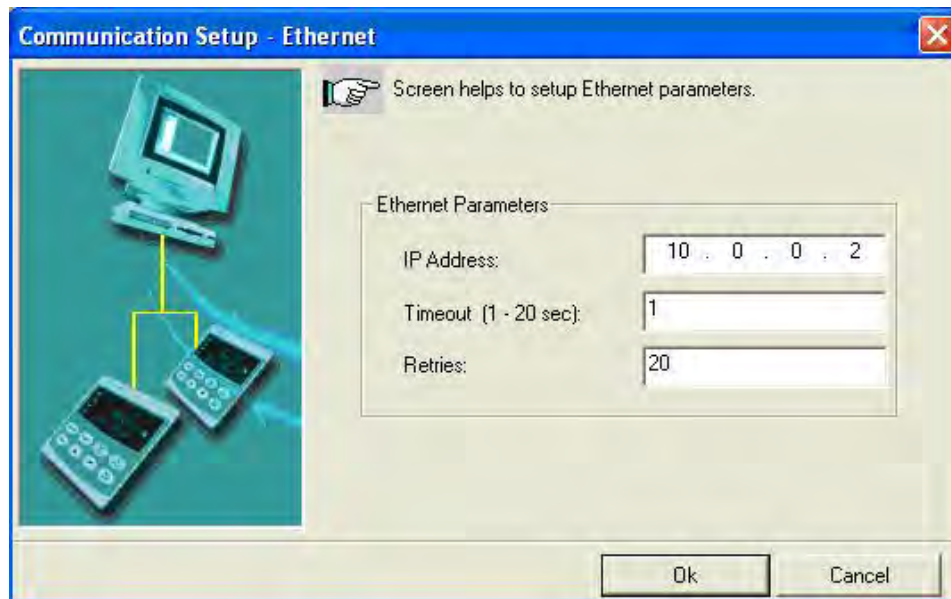 Communication Setup - Ethernet
Screen helps to setup Ethernet parameters.
Ethernet Parameters
IP Address: 10 . 0 . 0 . 2
Timeout (1 - 20 sec): 1
Retries: 20
Ok Cancel